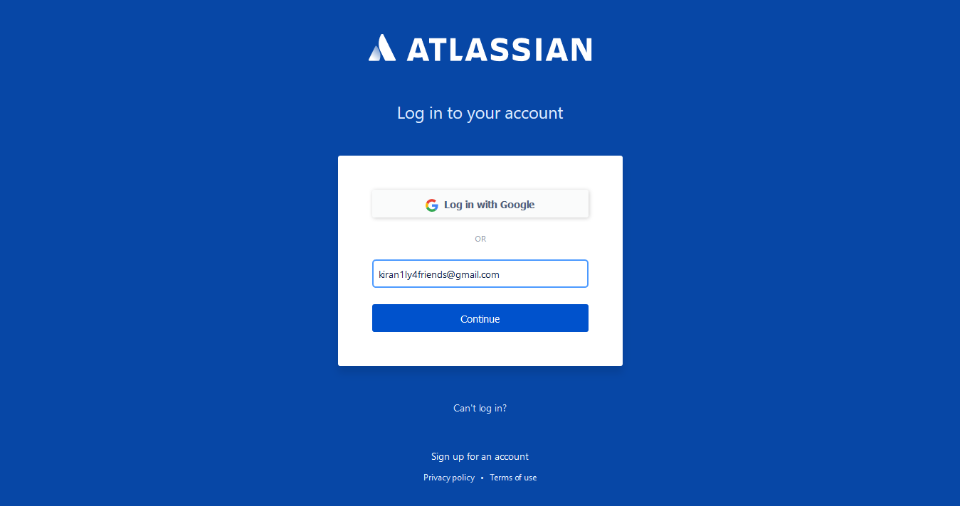 ATLASSIAN
Log in to your account
Log in with Google
OR
kiran1ly4friends@gmail.com
Continue
Can't log in?
Sign up for an account
Privacy policy • Terms of use